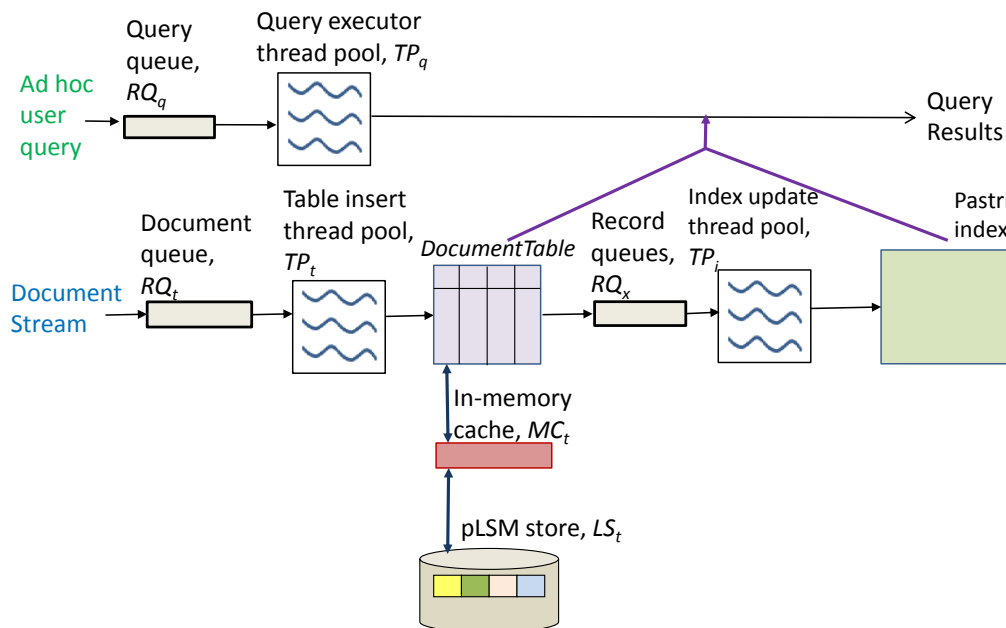 Query
queue,
RQq
Query executor
thread pool, TPq
Ad hoc
user
query
Query
Results
Document
queue,
RQt
Table insert
thread pool,
TPt
DocumentTable
Record
queues,
RQx
Index update
thread pool,
TPi
Pastri
index
Document
Stream
In-memory
cache, MCt
pLSM store, LSt